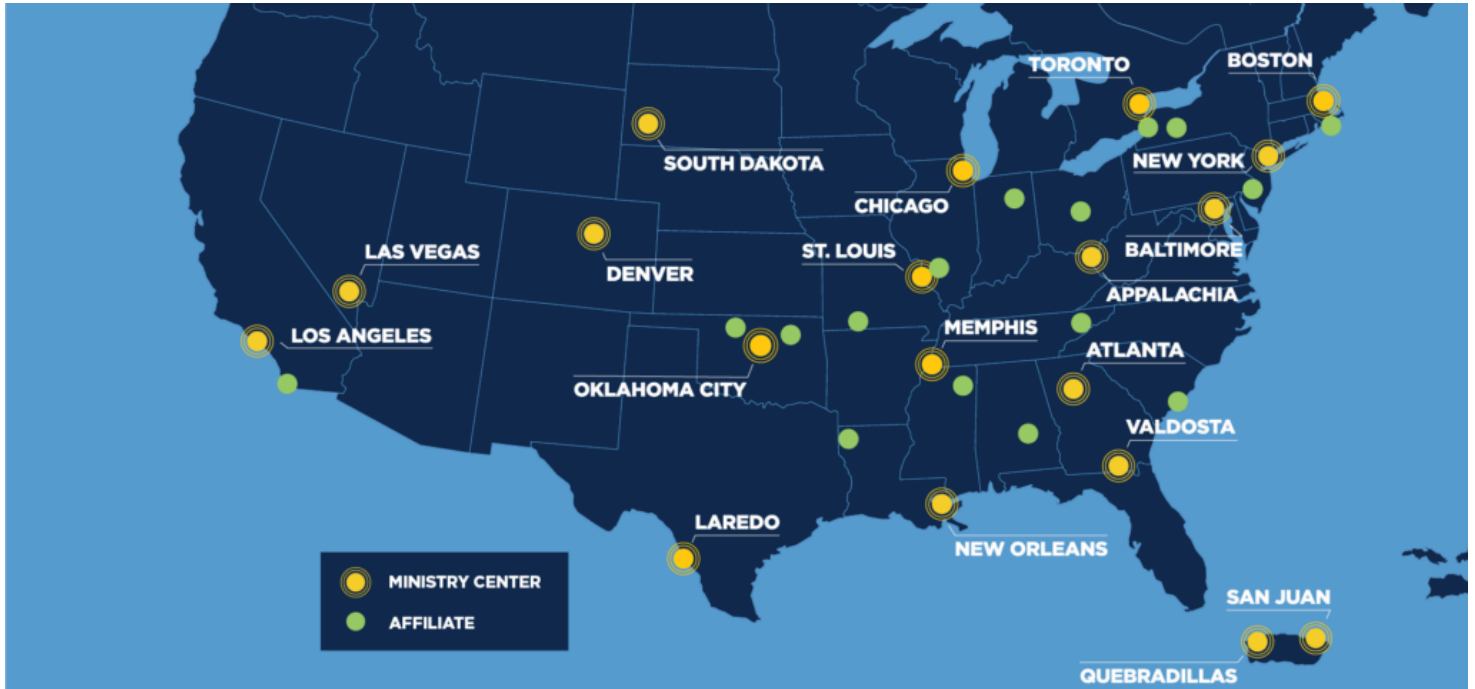 TORONTO
BOSTON
SOUTH DAKOTA
NEW YORK
CHICAGO
BALTIMORE
LAS VEGAS
ST. LOUIS
DENVER
APPALACHIA
LOS ANGELES
MEMPHIS
ATLANTA
OKLAHOMA CITY
VALDOSTA
LAREDO
NEW ORLEANS
MINISTRY CENTER
AFFILIATE
SAN JUAN
QUEBRADILLAS